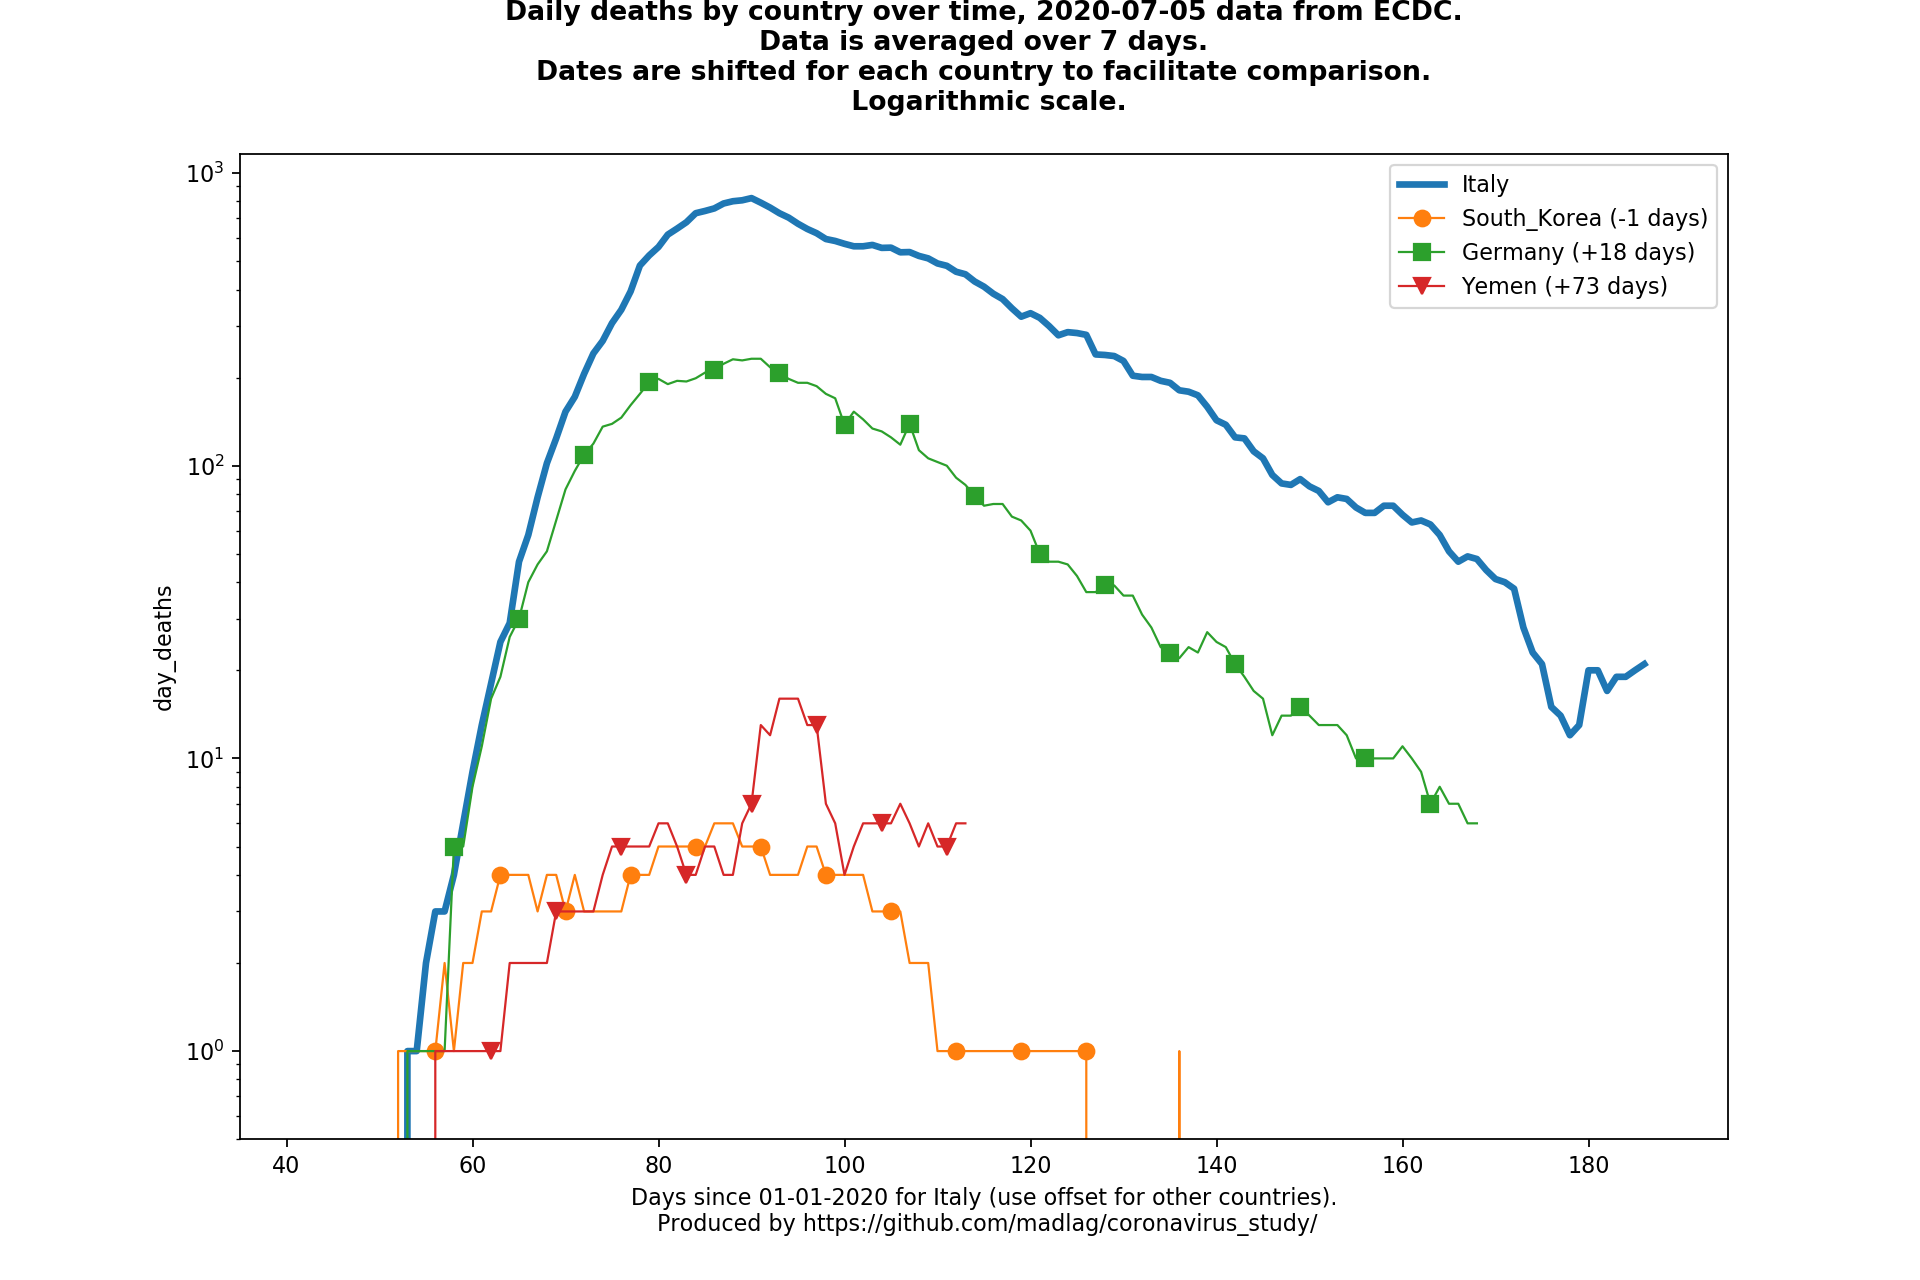 Daily deaths by country over time, 2020-07-05 data from ECDC.
Data is averaged over 7 days.
Dates are shifted for each country to facilitate comparison.
Logarithmic scale.
10³
10²
10¹
10⁰
day_deaths
Italy
South_Korea (-1 days)
Germany (+18 days)
Yemen (+73 days)
40 60 80 100 120 140 160 180
Days since 01-01-2020 for Italy (use offset for other countries).
Produced by https://github.com/madlag/coronavirus_study/